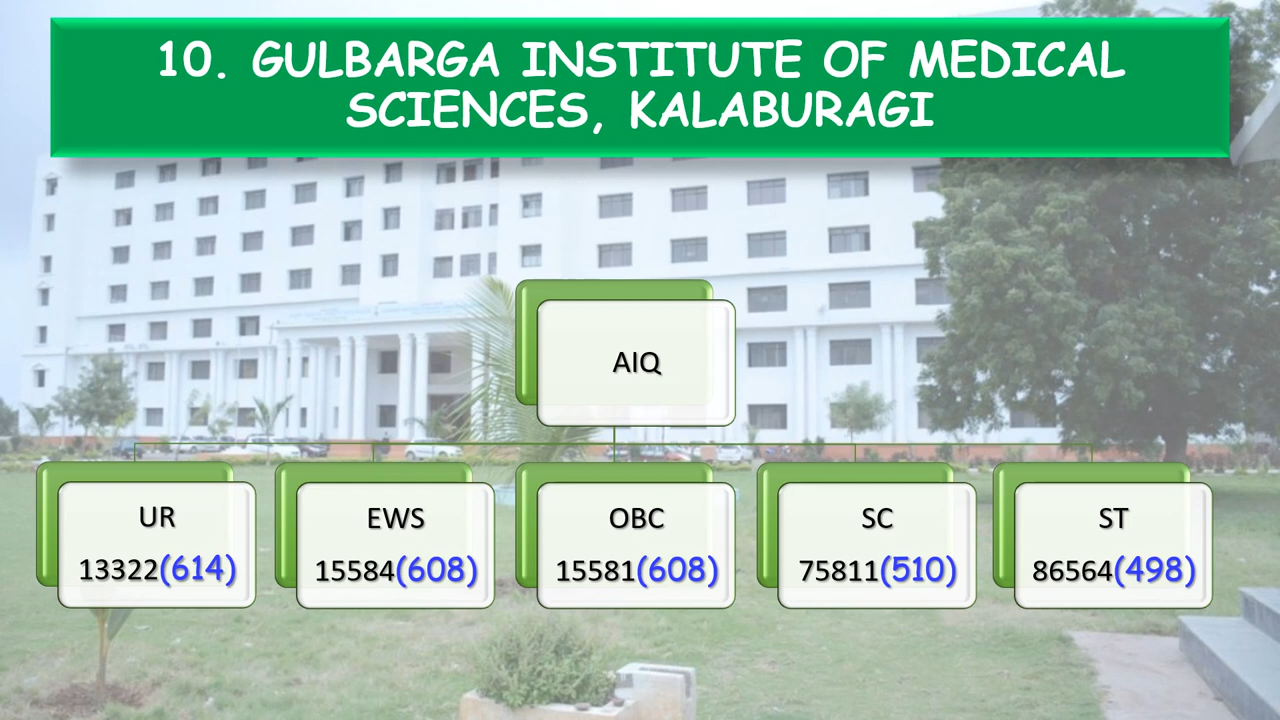 10. GULBARGA INSTITUTE OF MEDICAL
SCIENCES, KALABURAGI
AIQ
UR
13322(614)
EWS
15584(608)
OBC
15581(608)
SC
75811(510)
ST
86564(498)